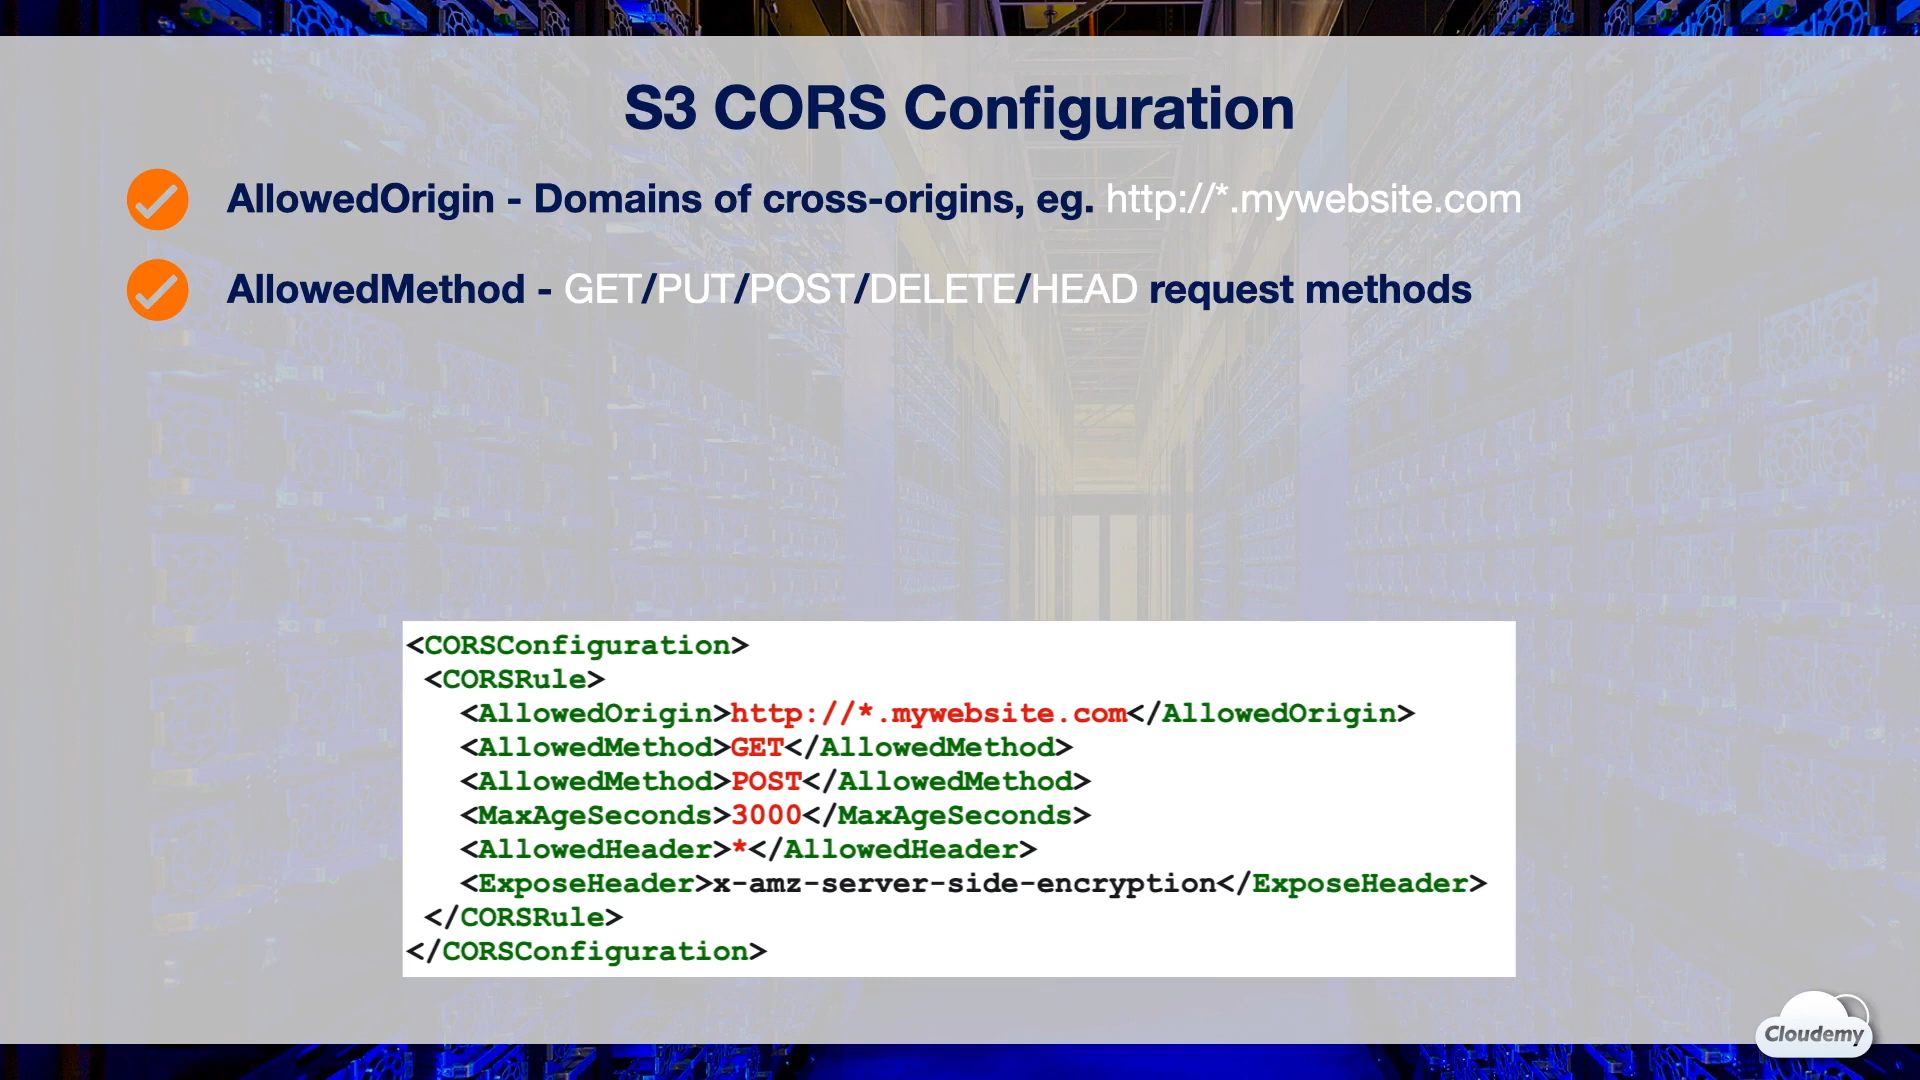 S3 CORS Configuration
AllowedOrigin - Domains of cross-origins, eg. http://*.mywebsite.com
AllowedMethod - GET/PUT/POST/DELETE/HEAD request methods
<CORSConfiguration>
<CORSRule>
<AllowedOrigin>http://*.mywebsite.com</AllowedOrigin>
<AllowedMethod>GET</AllowedMethod>
<AllowedMethod>POST</AllowedMethod>
<MaxAgeSeconds>3000</MaxAgeSeconds>
<AllowedHeader>*</AllowedHeader>
<ExposeHeader>x-amz-server-side-encryption</ExposeHeader>
</CORSRule>
</CORSConfiguration>
Cloudemy